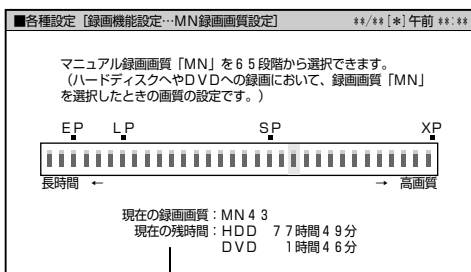 ■各種設定［録画機能設定…MN録画画質設定］ **/**[*]午前**:**
マニュアル録画画質「MN」を65段階から選択できます。
（ハードディスクへやDVDへの録画において、録画画質「MN」
を選択したときの画質の設定です。）
EP LP SP XP
長時間 ← → 高画質
現在の録画画質：MN43
現在の残時間：HDD 77時間49分
DVD 1時間46分